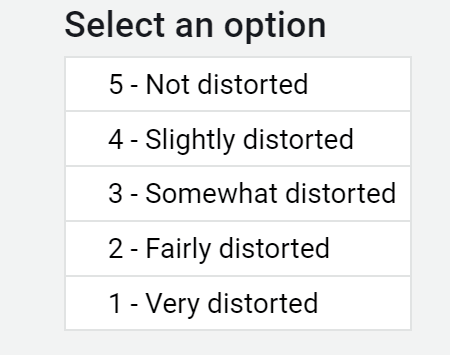 Select an option
5 - Not distorted
4 - Slightly distorted
3 - Somewhat distorted
2 - Fairly distorted
1 - Very distorted